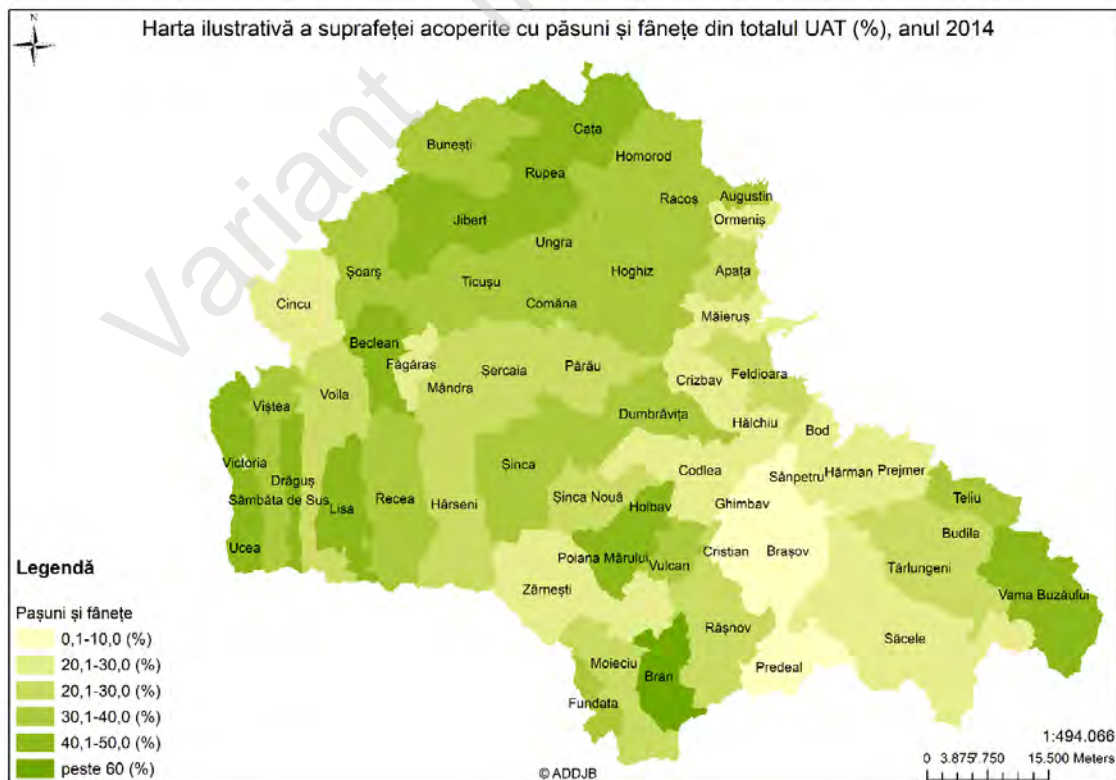 Variant
Harta ilustrativă a suprafeței acoperite cu păsuni și fânețe din totalul UAT (%), anul 2014
N
Cața
Bunești
Homorod
Rupea
Racoș
Augustin
Jibert
Ormeniș
Ungra
Șoarș
Hoghiz
Apața
Ticușu
Cincu
Comăna
Măieruș
Beclean
Făgăraș
Șercaia
Părău
Feldioara
Crizbav
Mândra
Voila
Viștea
Dumbrăvița
Hălchiu
Bod
Victoria
Șinca
Codlea
Hărman
Prejmer
Drăguș
Sânpetru
Sâmbăta de Sus
Lisa
Recea
Hârseni
Șinca Nouă
Holbav
Ghimbav
Teliu
Budila
Ucea
Poiana Mărului
Cristian
Brașov
Vulcan
Târlungeni
Zărnești
Vama Buzăului
Râșnov
Săcele
Moieciu
Bran
Predeal
Fundata
Legendă
Pașuni și fânețe
0,1-10,0 (%)
20,1-30,0 (%)
20,1-30,0 (%)
30,1-40,0 (%)
40,1-50,0 (%)
peste 60 (%)
1:494.066
0 3.8757.750 15.500 Meters
© ADDJB